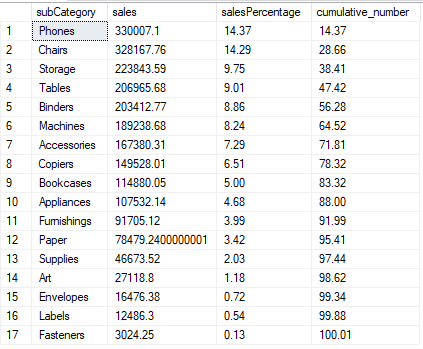 subCategory sales salesPercentage cumulative_number
1 Phones 330007.1 14.37 14.37
2 Chairs 328167.76 14.29 28.66
3 Storage 223843.59 9.75 38.41
4 Tables 206965.68 9.01 47.42
5 Binders 203412.77 8.86 56.28
6 Machines 189238.68 8.24 64.52
7 Accessories 167380.31 7.29 71.81
8 Copiers 149528.01 6.51 78.32
9 Bookcases 114880.05 5.00 83.32
10 Appliances 107532.14 4.68 88.00
11 Furnishings 91705.12 3.99 91.99
12 Paper 78479.2400000001 3.42 95.41
13 Supplies 46673.52 2.03 97.44
14 Art 27118.8 1.18 98.62
15 Envelopes 16476.38 0.72 99.34
16 Labels 12486.3 0.54 99.88
17 Fasteners 3024.25 0.13 100.01